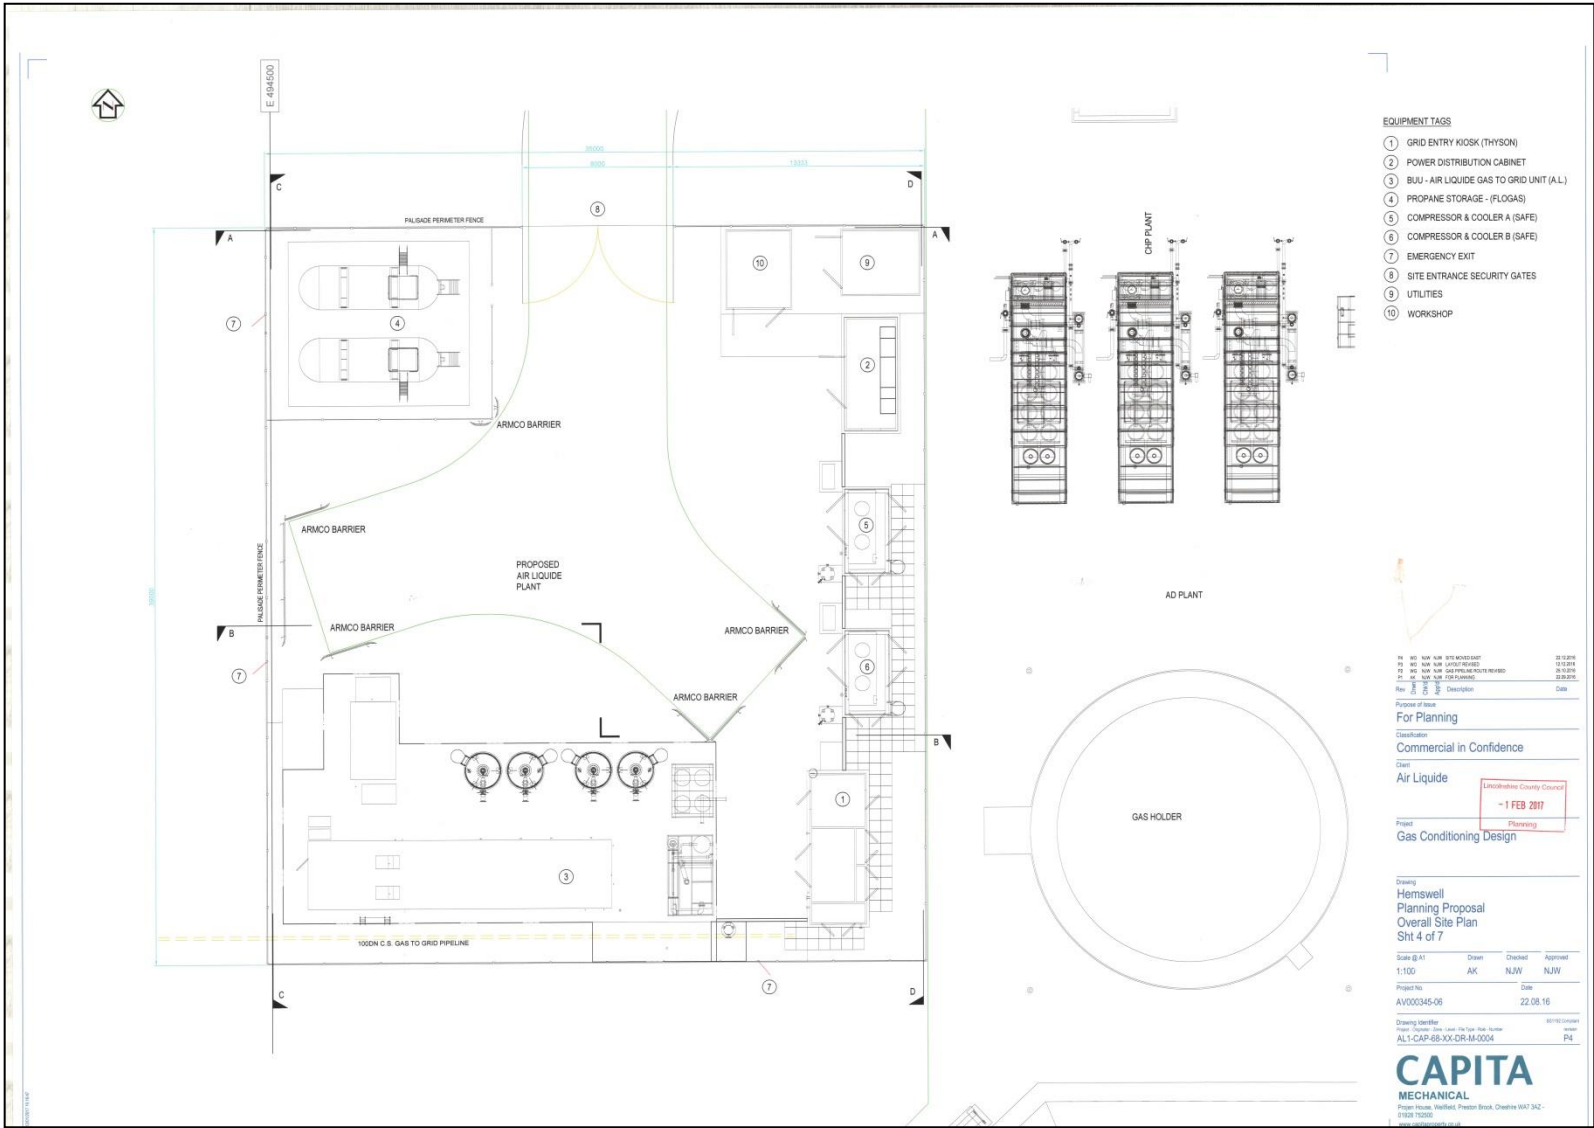 E 494500
C
D
A
PALISADE PERIMETER FENCE
8
A
10
9
4
7
2
ARMCO BARRIER
ARMCO BARRIER
5
PROPOSED
AIR LIQUIDE
PLANT
PALISADE PERIMETER FENCE
B
ARMCO BARRIER
ARMCO BARRIER
7
6
ARMCO BARRIER
B
1
3
100DN C.S. GAS TO GRID PIPELINE
7
C
D
CHP PLANT
AD PLANT
GAS HOLDER
EQUIPMENT TAGS
1 GRID ENTRY KIOSK (THYSON)
2 POWER DISTRIBUTION CABINET
3 BUU - AIR LIQUIDE GAS TO GRID UNIT (A.L.)
4 PROPANE STORAGE - (FLOGAS)
5 COMPRESSOR & COOLER A (SAFE)
6 COMPRESSOR & COOLER B (SAFE)
7 EMERGENCY EXIT
8 SITE ENTRANCE SECURITY GATES
9 UTILITIES
10 WORKSHOP
Rev Description Date
Purpose of Issue
For Planning
Classification
Commercial in Confidence
Client
Air Liquide
Lincolnshire County Council
- 1 FEB 2017
Planning
Project
Gas Conditioning Design
Drawing
Hemswell
Planning Proposal
Overall Site Plan
Sht 4 of 7
Scale @ A1 Drawn Checked Approved
1:100 AK NJW NJW
Project No. Date
AV000345-06 22.08.16
Drawing Identifier
AL1-CAP-68-XX-DR-M-0004 P4
CAPITA
MECHANICAL